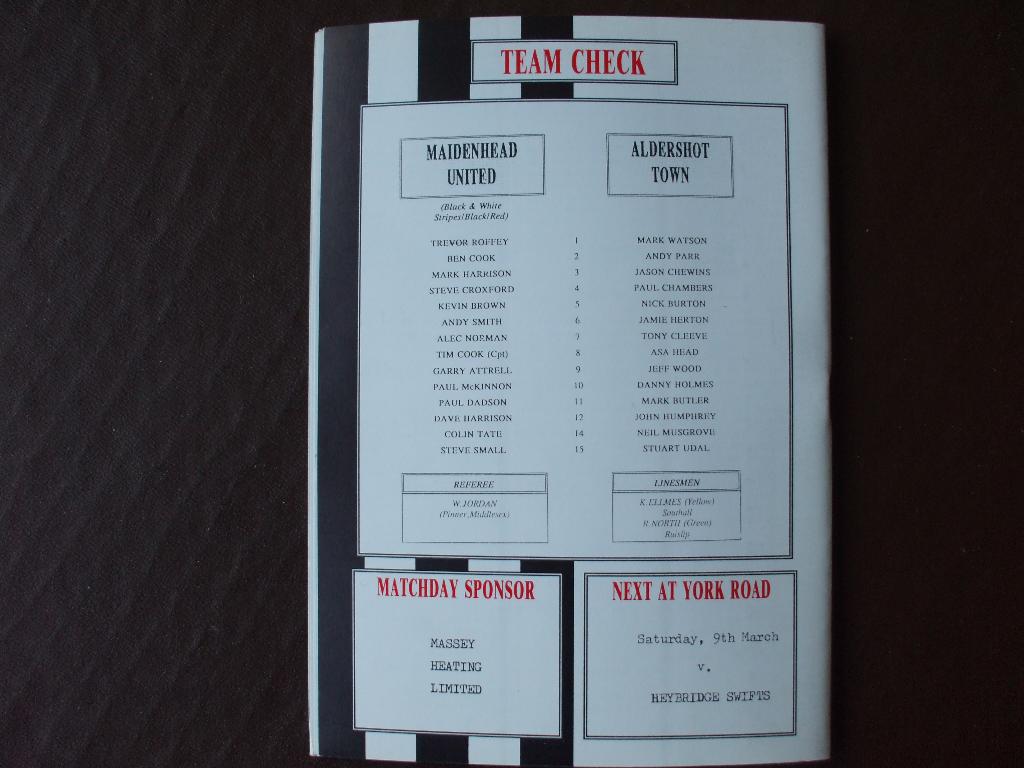 TEAM CHECK
MAIDENHEAD
UNITED
ALDERSHOT
TOWN
(Black & White
Stripes/Black/Red)
TREVOR ROFFEY 1 MARK WATSON
BEN COOK 2 ANDY PARR
MARK HARRISON 3 JASON CHEWINS
STEVE CROXFORD 4 PAUL CHAMBERS
KEVIN BROWN 5 NICK BURTON
ANDY SMITH 6 JAMIE HERTON
ALEC NORMAN 7 TONY CLEEVE
TIM COOK (Cpt) 8 ASA HEAD
GARRY ATTRELL 9 JEFF WOOD
PAUL McKINNON 10 DANNY HOLMES
PAUL DADSON 11 MARK BUTLER
DAVE HARRISON 12 JOHN HUMPHREY
COLIN TATE 14 NEIL MUSGROVE
STEVE SMALL 15 STUART UDAL
REFEREE
W. JORDAN
(Pinner, Middlesex)
LINESMEN
K. ELLMES (Yellow)
Southall
R. NORTH (Green)
Ruislip
MATCHDAY SPONSOR
MASSEY
HEATING
LIMITED
NEXT AT YORK ROAD
Saturday, 9th March
v.
HEYBRIDGE SWIFTS